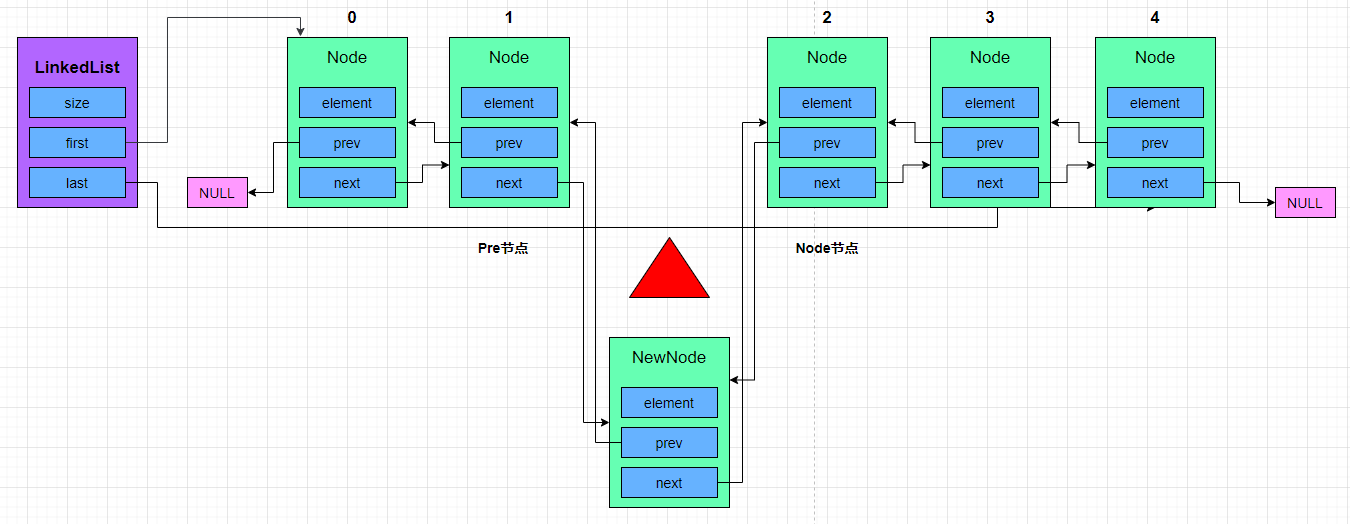 0
1
2
3
4
LinkedList
size
first
last
NULL
Node
element
prev
next
Node
element
prev
next
Node
element
prev
next
Node
element
prev
next
Node
element
prev
next
NULL
Pre节点
Node节点
NewNode
element
prev
next